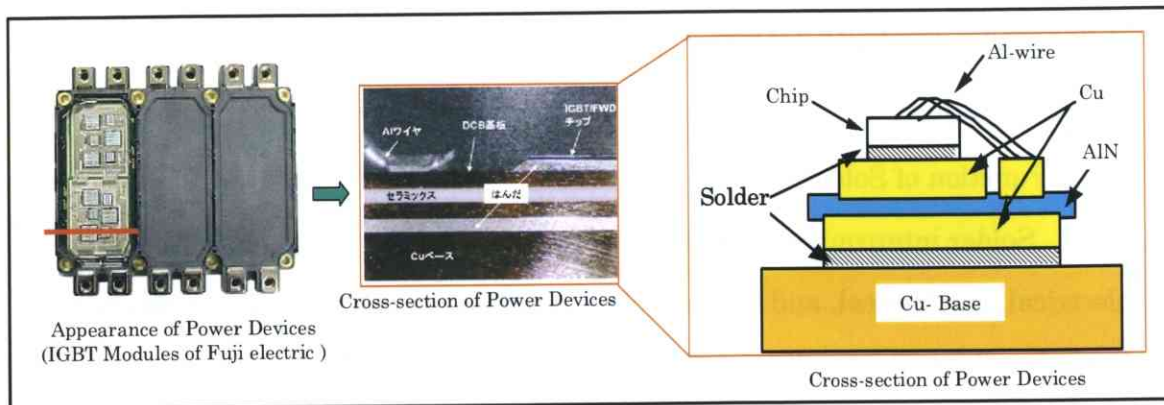 Appearance of Power Devices
(IGBT Modules of Fuji electric )
Alワイヤ
DCB基板
IGBT/FWD
チップ
セラミックス
はんだ
Cuベース
Cross-section of Power Devices
Al-wire
Chip
Cu
AlN
Solder
Cu- Base
Cross-section of Power Devices